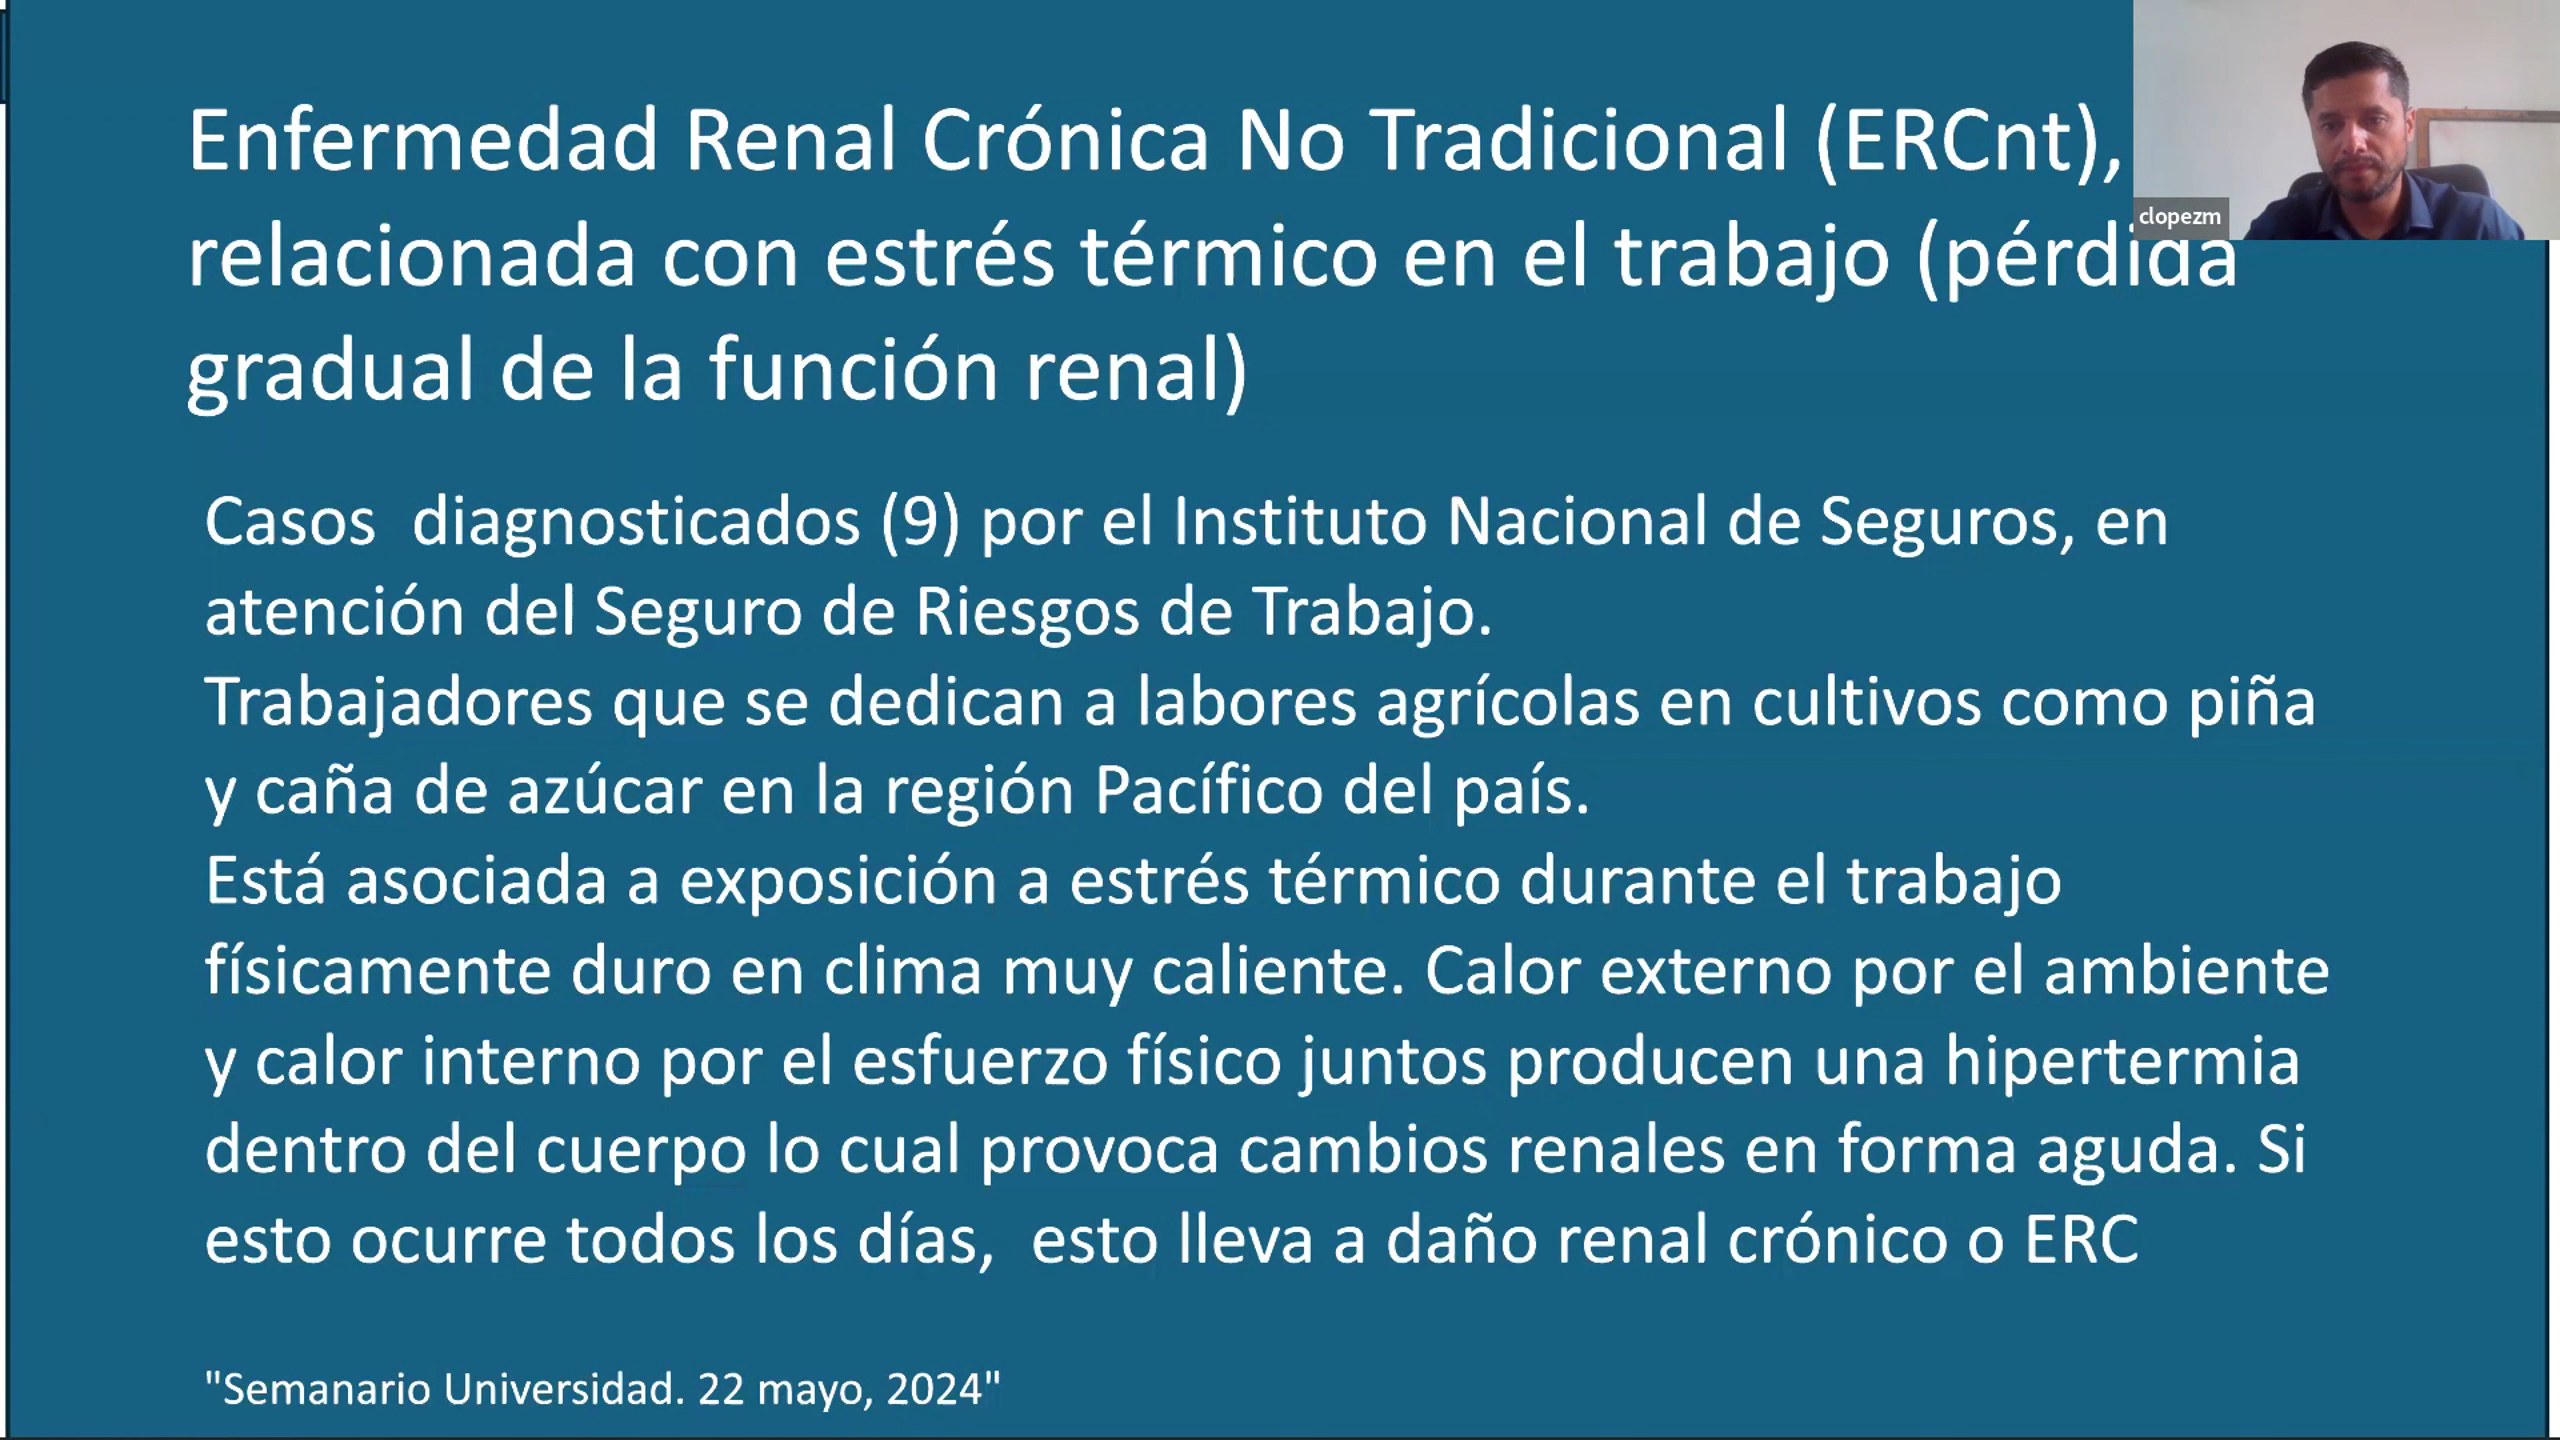 Enfermedad Renal Crónica No Tradicional (ERCnt),
clopezm
relacionada con estrés térmico en el trabajo (pérdida
gradual de la función renal)
Casos  diagnosticados (9) por el Instituto Nacional de Seguros, en
atención del Seguro de Riesgos de Trabajo.
Trabajadores que se dedican a labores agrícolas en cultivos como piña
y caña de azúcar en la región Pacífico del país.
Está asociada a exposición a estrés térmico durante el trabajo
físicamente duro en clima muy caliente. Calor externo por el ambiente
y calor interno por el esfuerzo físico juntos producen una hipertermia
dentro del cuerpo lo cual provoca cambios renales en forma aguda. Si
esto ocurre todos los días,  esto lleva a daño renal crónico o ERC
"Semanario Universidad. 22 mayo, 2024"